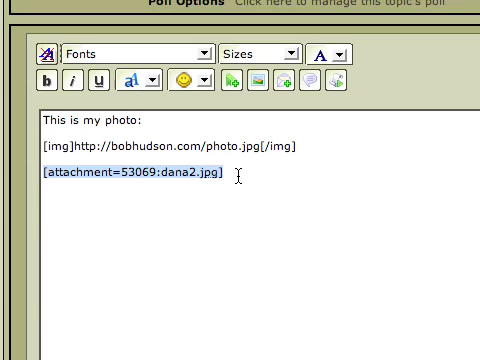 Poll Options Click here to manage this topic's poll
Fonts Sizes A
b i U a
This is my photo:
[img]http://bobhudson.com/photo.jpg[/img]
[attachment=53069:dana2.jpg]